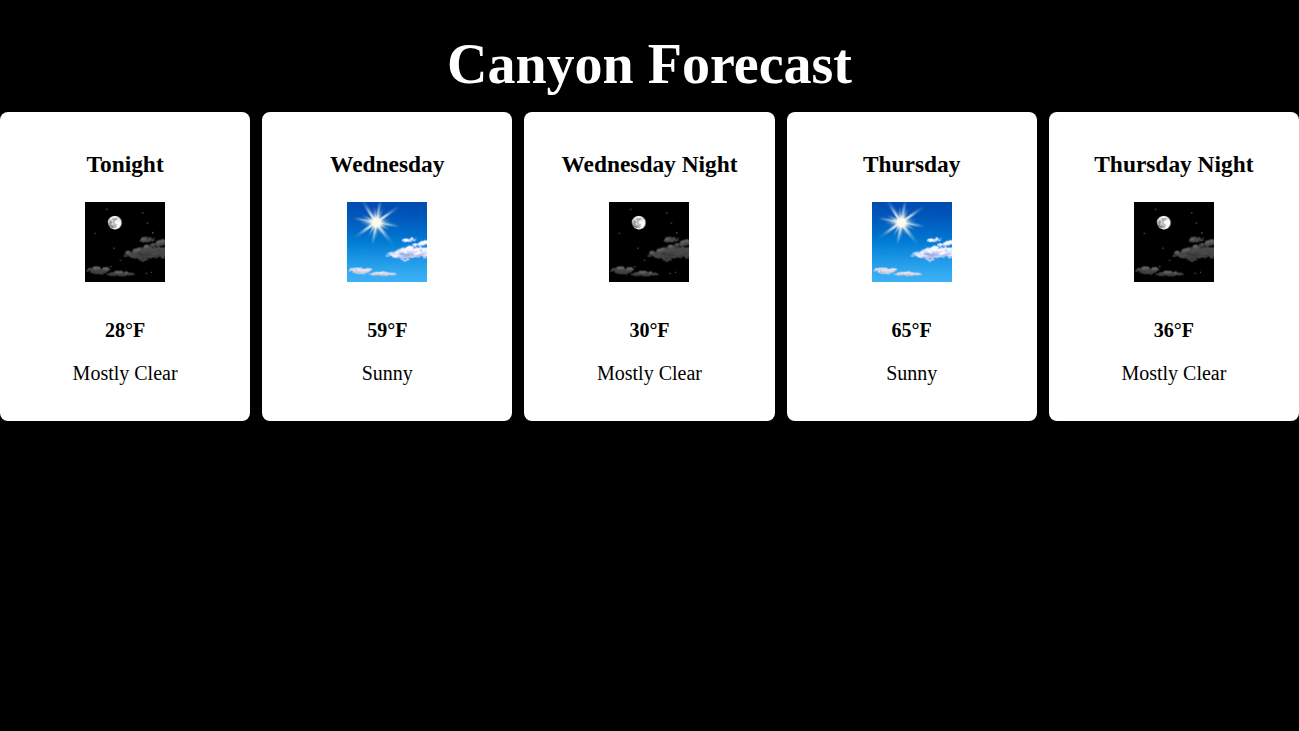 Canyon Forecast
Tonight
28°F
Mostly Clear
Wednesday
59°F
Sunny
Wednesday Night
30°F
Mostly Clear
Thursday
65°F
Sunny
Thursday Night
36°F
Mostly Clear